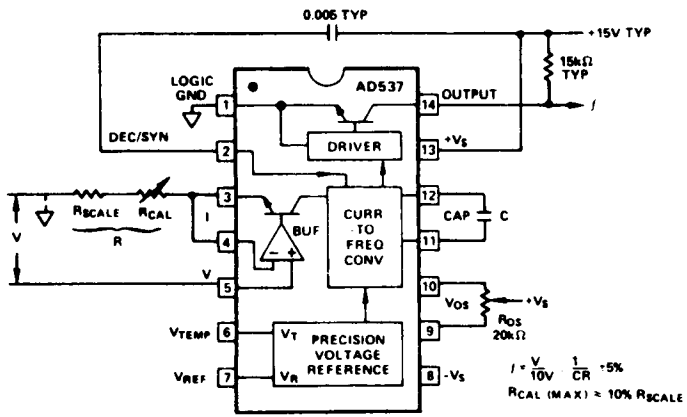 0.005 TYP
+15V TYP
15kΩ
TYP
LOGIC
GND
AD537
1
14
OUTPUT
f
DEC/SYN
DRIVER
+VS
2
13
3
12
RSCALE
RCAL
I
R
BUF
CURR
TO
FREQ
CONV
CAP
C
V
4
11
- +
V
5
10
VOS
+VS
ROS
20kΩ
VTEMP
6
VT
PRECISION
VOLTAGE
REFERENCE
9
VREF
7
VR
8
-VS
f = V/10V · 1/CR ÷5%
RCAL (MAX) ≈ 10% RSCALE